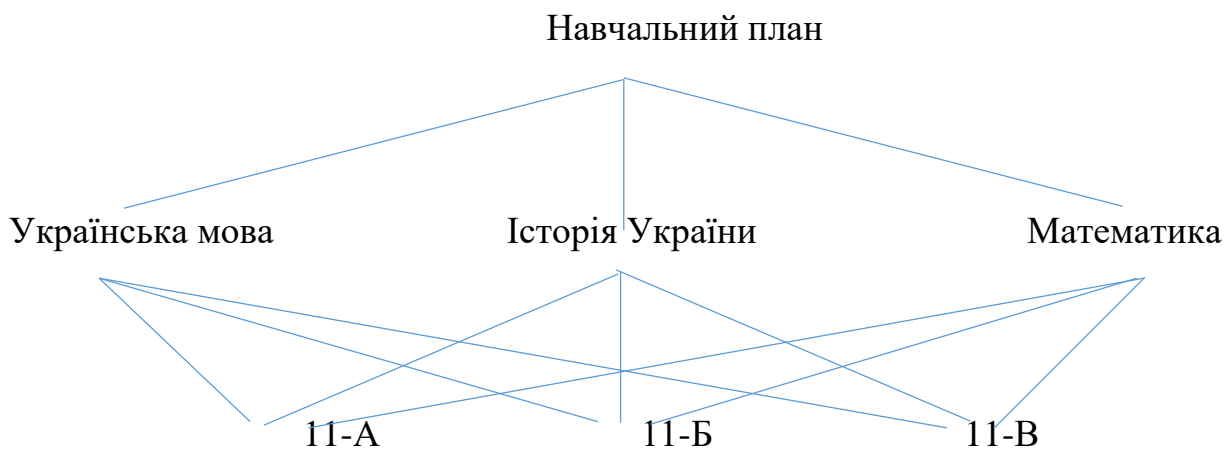 Навчальний план
Українська мова Історія України Математика
11-А 11-Б 11-В